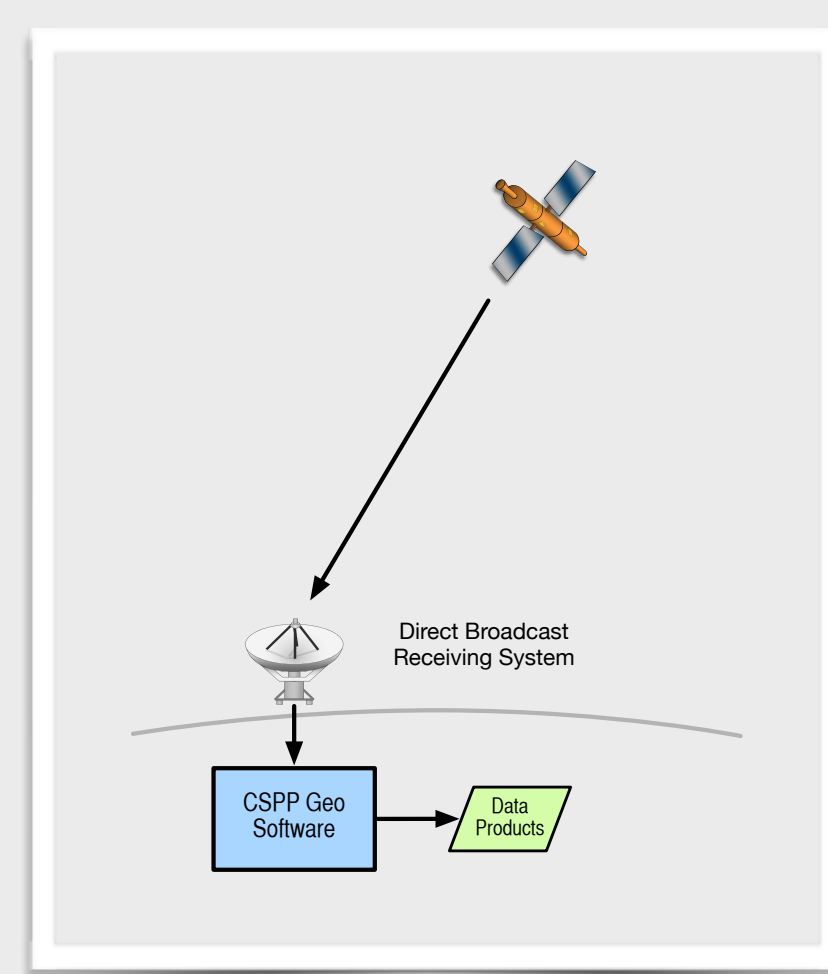 Direct Broadcast
Receiving System
CSPP Geo
Software
Data
Products